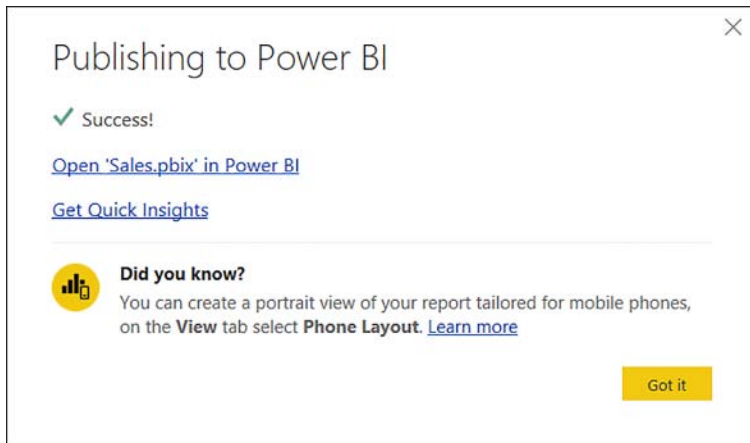 Publishing to Power BI
Success!
Open 'Sales.pbix' in Power BI
Get Quick Insights
Did you know?
You can create a portrait view of your report tailored for mobile phones,
on the View tab select Phone Layout. Learn more
Got it